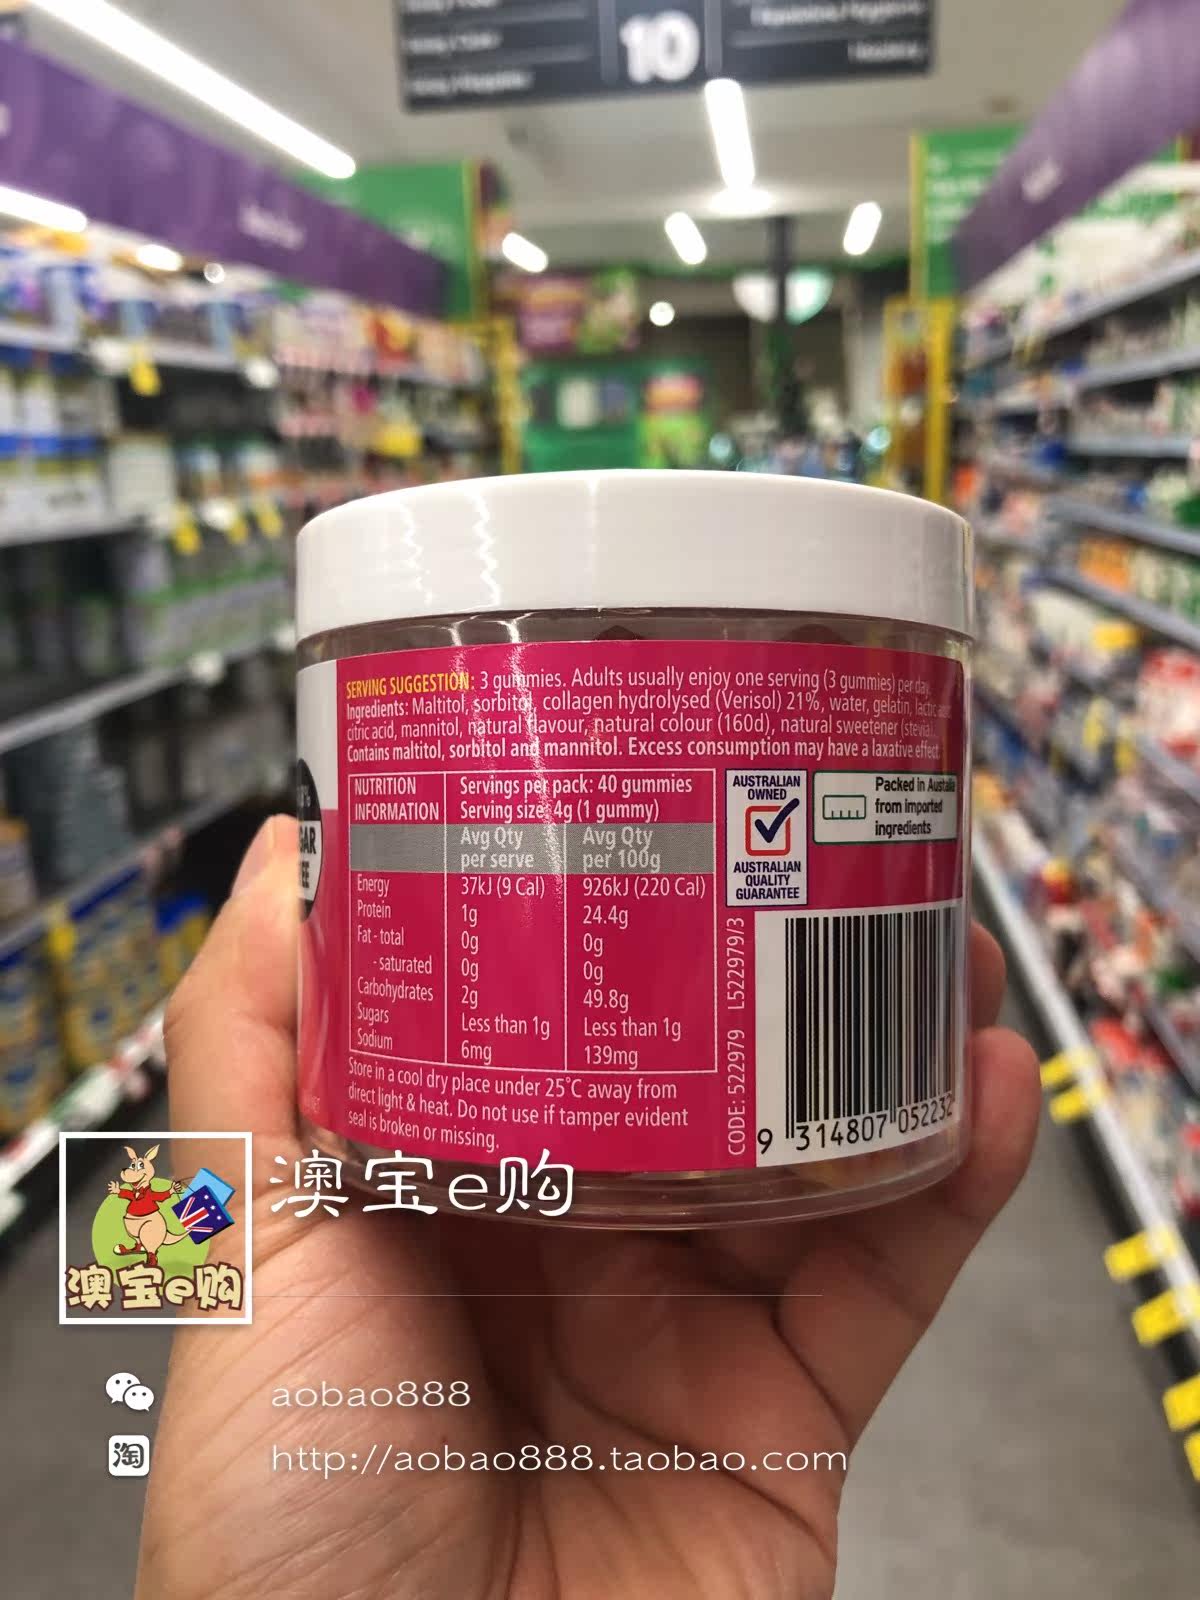 10
SERVING SUGGESTION: 3 gummies. Adults usually enjoy one serving (3 gummies) per day.
Ingredients: Maltitol, sorbitol, collagen hydrolysed (Verisol) 21%, water, gelatin, lactic acid,
citric acid, mannitol, natural flavour, natural colour (160d), natural sweetener (stevia).
Contains maltitol, sorbitol and mannitol. Excess consumption may have a laxative effect.
NUTRITION INFORMATION
Servings per pack: 40 gummies
Serving size: 4g (1 gummy)
Avg Qty per serve Avg Qty per 100g
Energy 37kJ (9 Cal) 926kJ (220 Cal)
Protein 1g 24.4g
Fat - total 0g 0g
- saturated 0g 0g
Carbohydrates 2g 49.8g
Sugars Less than 1g Less than 1g
Sodium 6mg 139mg
Store in a cool dry place under 25°C away from
direct light & heat. Do not use if tamper evident
seal is broken or missing.
AUSTRALIAN
OWNED
AUSTRALIAN
QUALITY
GUARANTEE
Packed in Australia
from imported
ingredients
CODE: 522979 L522979/3
9 314807 052232
澳宝e购
澳宝e购
aobao888
淘
http://aobao888.taobao.com